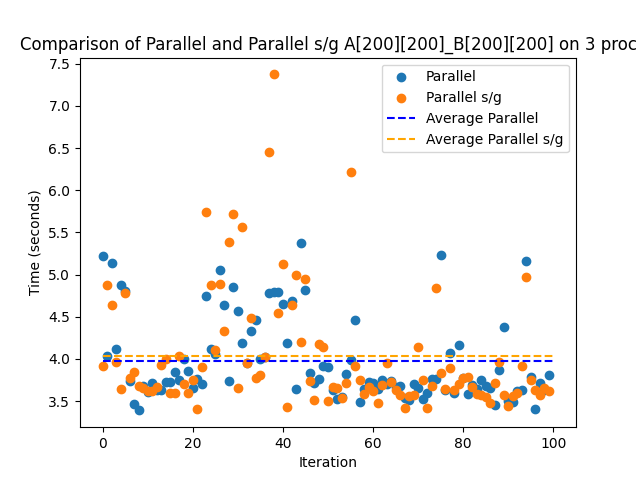 Comparison of Parallel and Parallel s/g A[200][200]_B[200][200] on 3 proc
Parallel
Parallel s/g
Average Parallel
Average Parallel s/g
7.5
7.0
6.5
6.0
5.5
5.0
4.5
4.0
3.5
Time (seconds)
0 20 40 60 80 100
Iteration